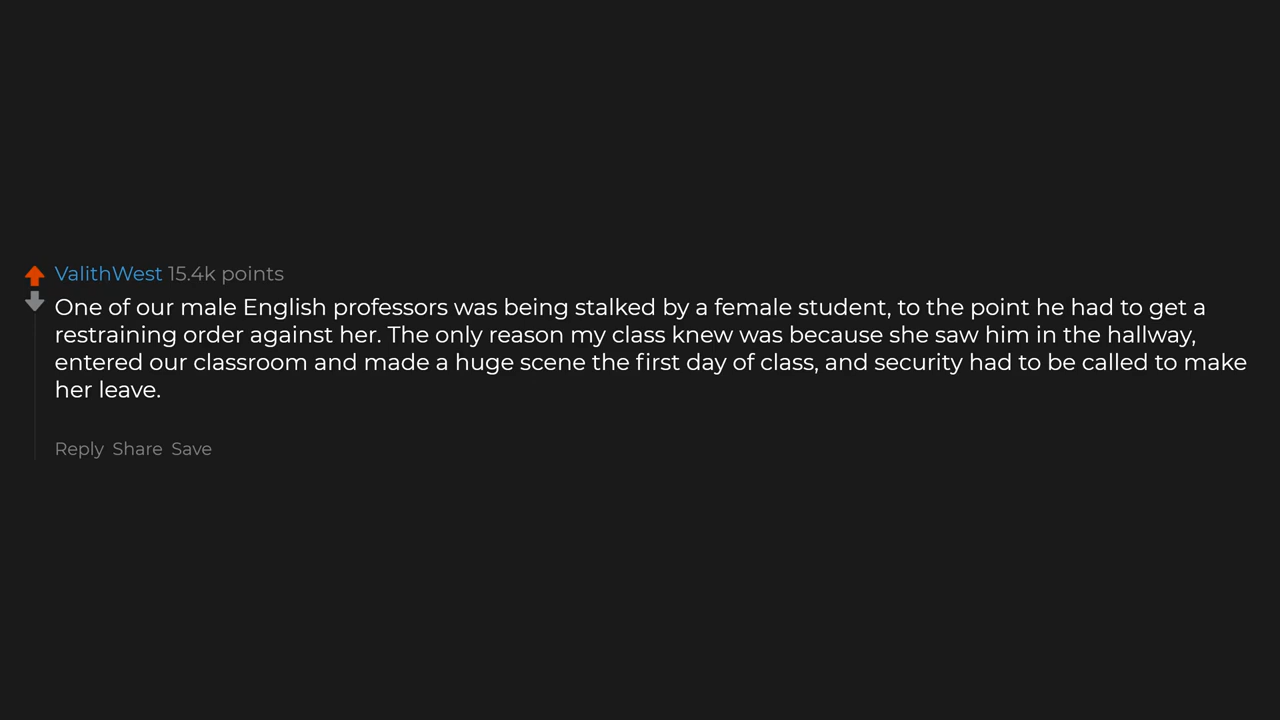 ValithWest 15.4k points
One of our male English professors was being stalked by a female student, to the point he had to get a
restraining order against her. The only reason my class knew was because she saw him in the hallway,
entered our classroom and made a huge scene the first day of class, and security had to be called to make
her leave.
Reply Share Save